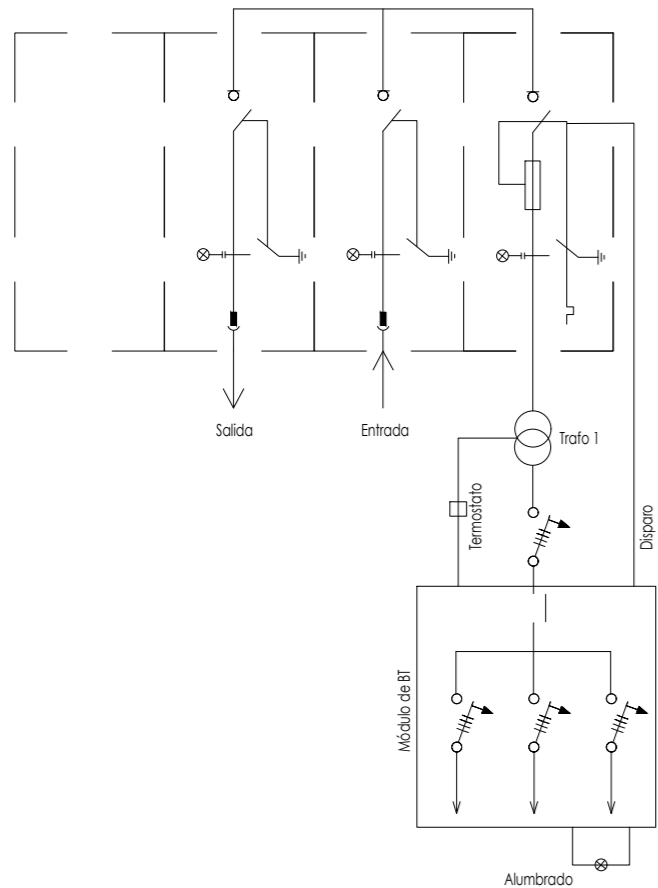 Salida
Entrada
Trafo 1
Termostato
Disparo
Módulo de BT
Alumbrado